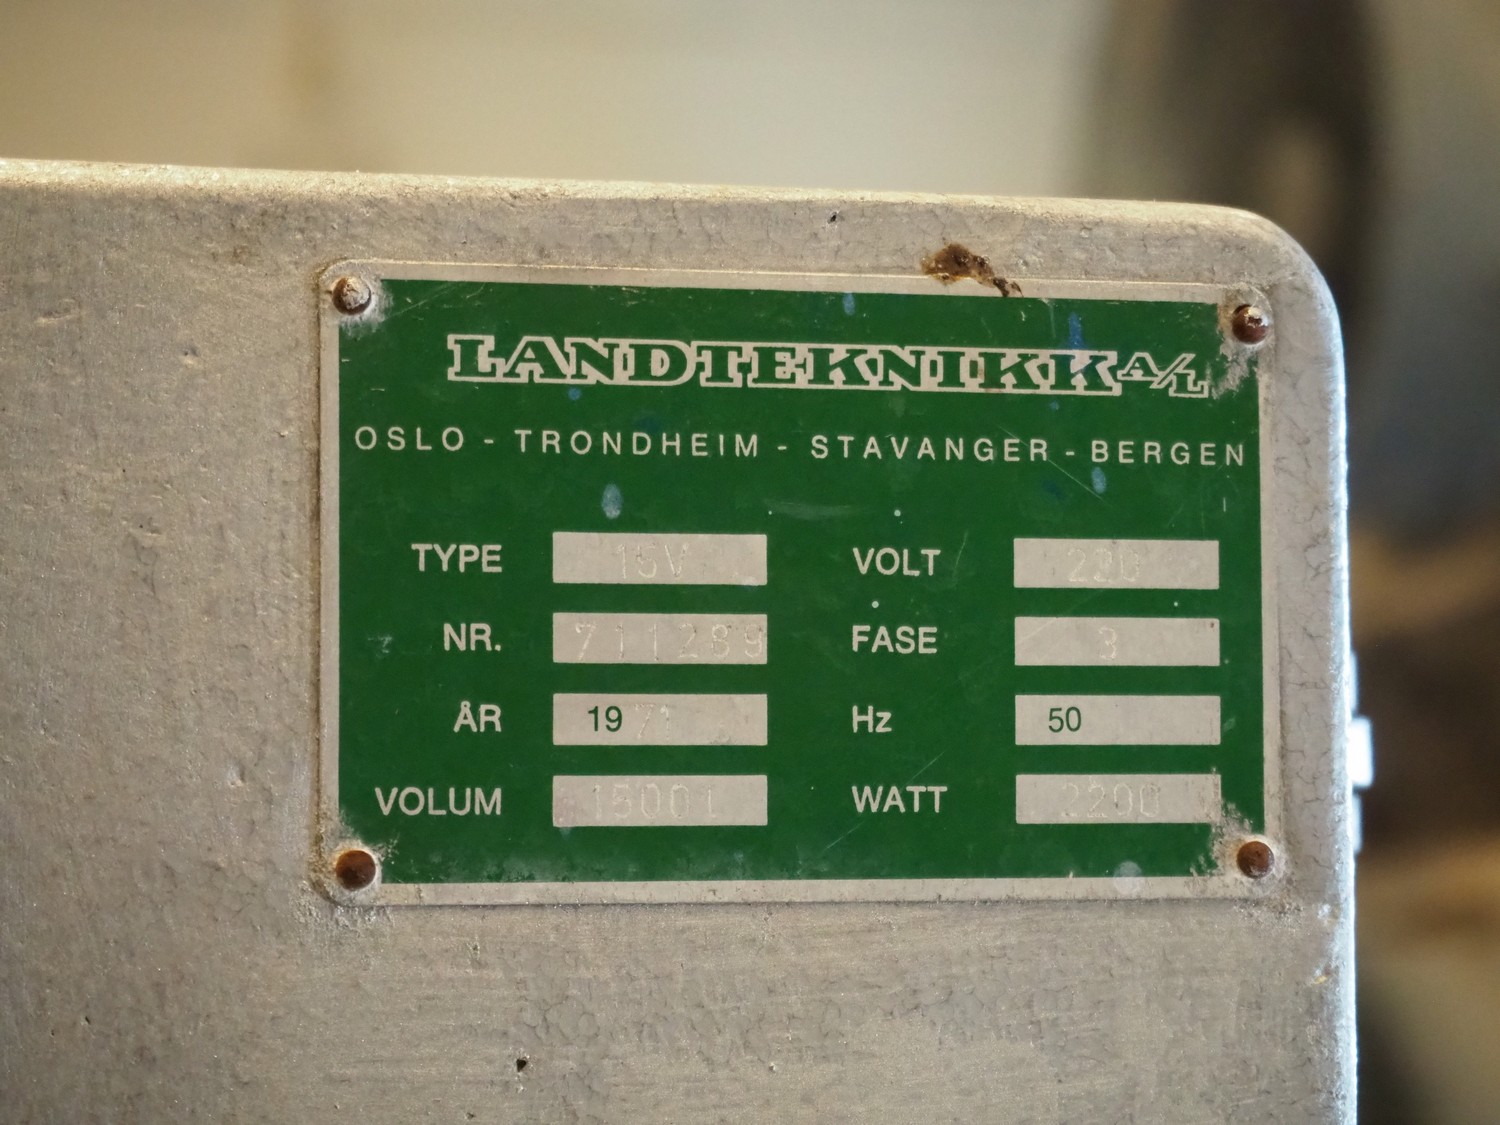 LANDTEKNIKK A/L
OSLO - TRONDHEIM - STAVANGER - BERGEN
TYPE 15V VOLT 220
NR. 711289 FASE 3
ÅR 1971 Hz 50
VOLUM 1500 L WATT 2200